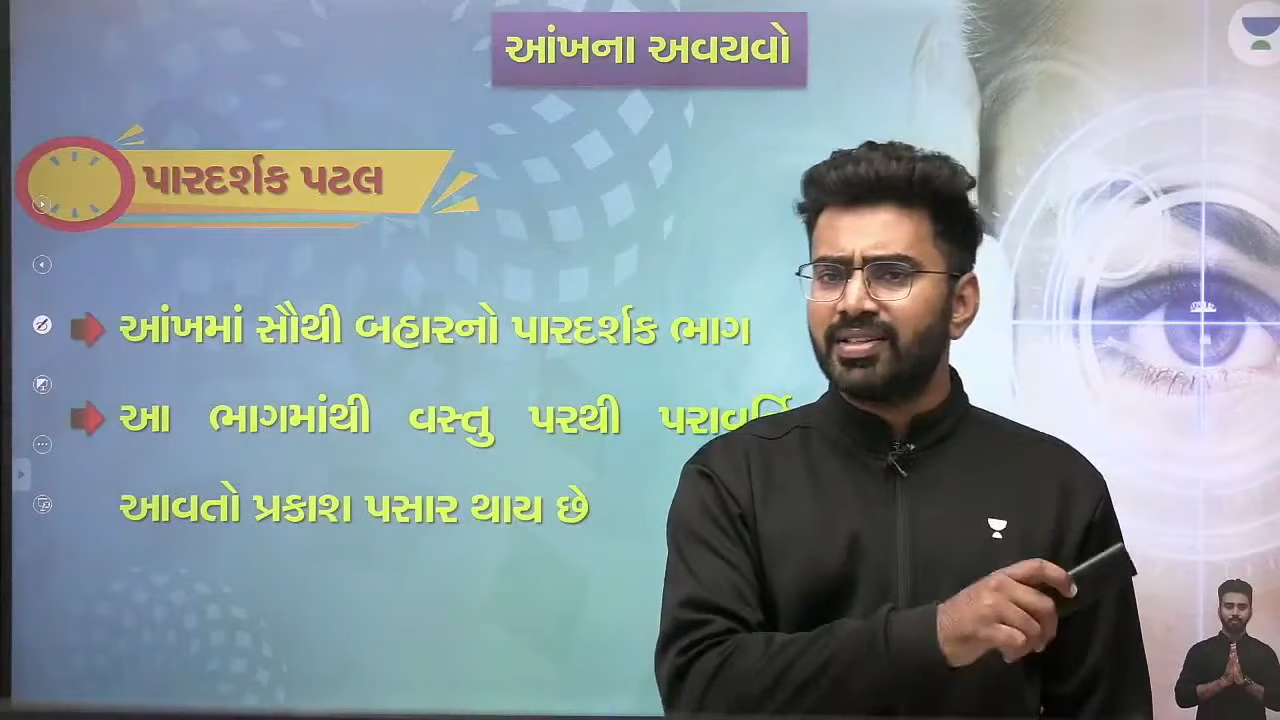 આંખના અવયવો
પારદર્શક પટલ
આંખમાં સૌથી બહારનો પારદર્શક ભાગ
આ ભાગમાંથી વસ્તુ પરથી
આવતો પ્રકાશ પસાર થાય છે